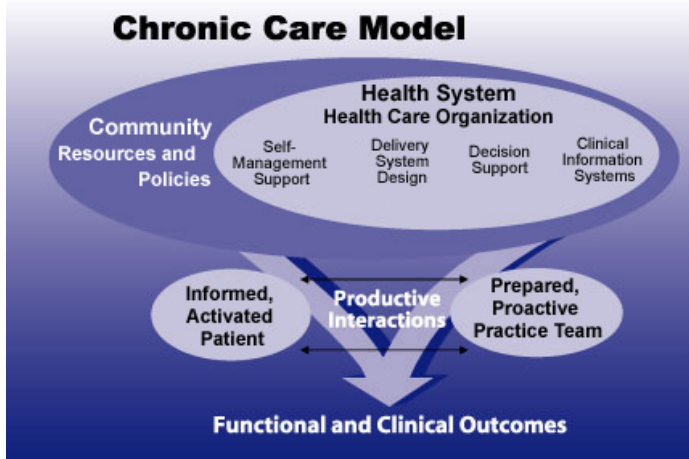 Chronic Care Model
Health System
Health Care Organization
Community
Resources and
Policies
Self-
Management
Support
Delivery
System
Design
Decision
Support
Clinical
Information
Systems
Informed,
Activated
Patient
Productive
Interactions
Prepared,
Proactive
Practice Team
Functional and Clinical Outcomes